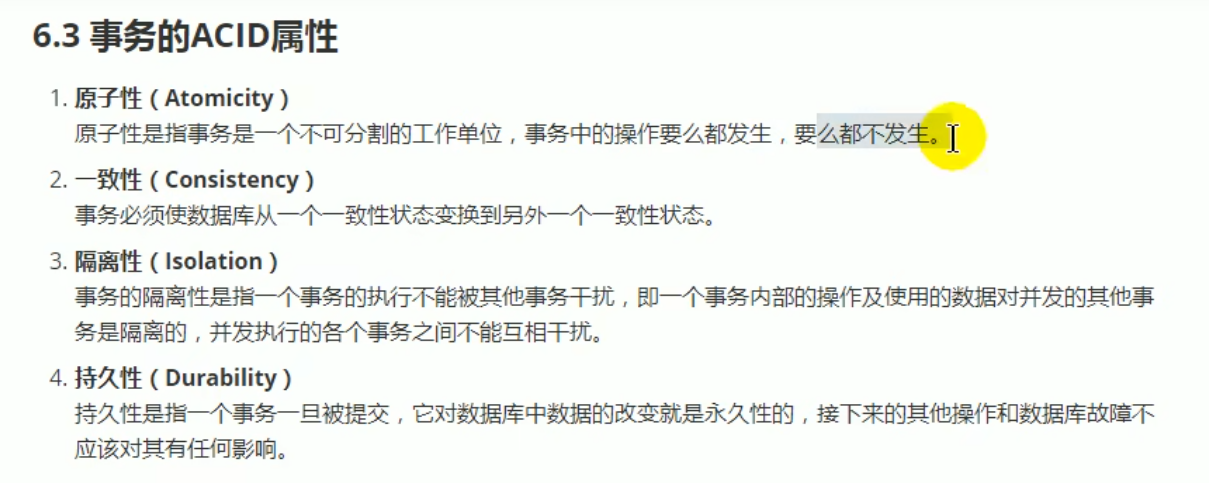 6.3 事务的ACID属性
1. 原子性（Atomicity）
原子性是指事务是一个不可分割的工作单位，事务中的操作要么都发生，要么都不发生。
2. 一致性（Consistency）
事务必须使数据库从一个一致性状态变换到另外一个一致性状态。
3. 隔离性（Isolation）
事务的隔离性是指一个事务的执行不能被其他事务干扰，即一个事务内部的操作及使用的数据对并发的其他事
务是隔离的，并发执行的各个事务之间不能互相干扰。
4. 持久性（Durability）
持久性是指一个事务一旦被提交，它对数据库中数据的改变就是永久性的，接下来的其他操作和数据库故障不
应该对其有任何影响。